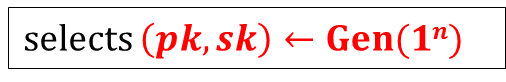 selects (pk, sk) ← Gen(1ⁿ)